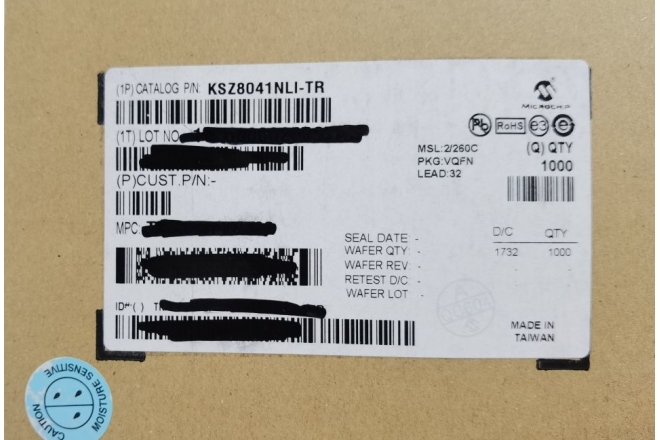 (1P) CATALOG P/N: KSZ8041NLI-TR
MICROCHIP
(1T) LOT NO
Pb RoHS e3 e
MSL:2/260C
PKG:VQFN
LEAD:32
(Q) QTY
1000
(P)CUST.P/N:-
MPC:
SEAL DATE: -
WAFER QTY: -
WAFER REV: -
RETEST D/C: -
WAFER LOT: -
D/C QTY
1732 1000
ID#:( )
MADE IN
TAIWAN
MOISTURE SENSITIVE
CAUTION